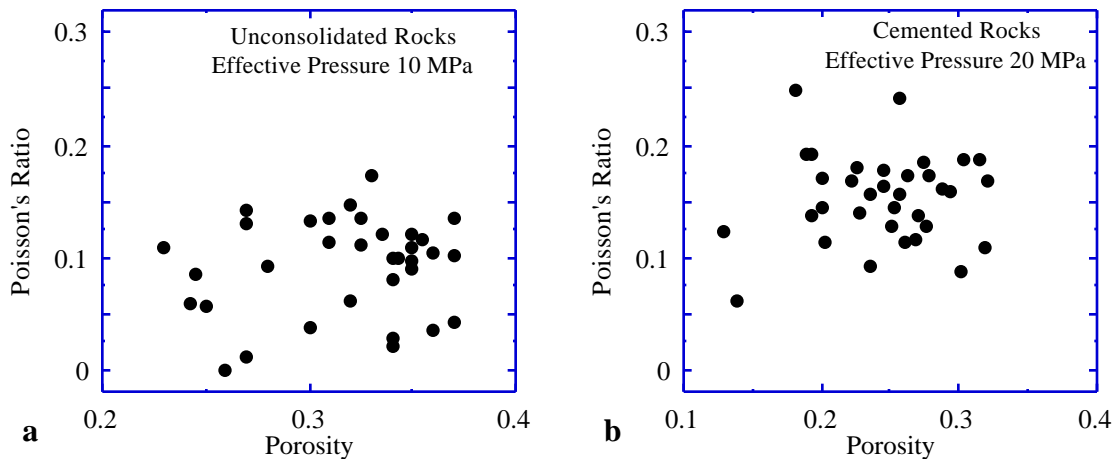 Unconsolidated Rocks
Effective Pressure 10 MPa
0.3
0.2
0.1
0
Poisson's Ratio
0.2
0.3
0.4
Porosity
a
Cemented Rocks
Effective Pressure 20 MPa
0.3
0.2
0.1
0
Poisson's Ratio
0.1
0.2
0.3
0.4
Porosity
b